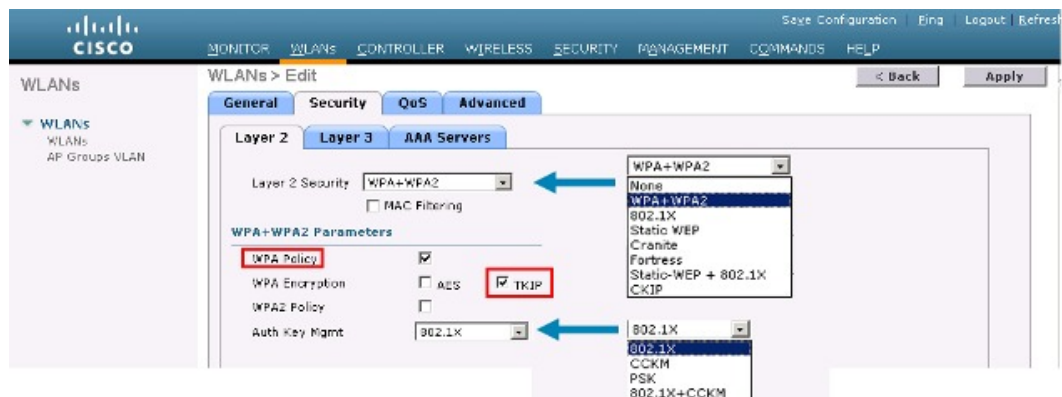 Save Configuration | Ping | Logout | Refresh
CISCO
MONITOR WLANs CONTROLLER WIRELESS SECURITY MANAGEMENT COMMANDS HELP
WLANs
WLANs > Edit
< Back
Apply
General Security QoS Advanced
WLANs
WLANs
AP Groups VLAN
Layer 2 Layer 3 AAA Servers
Layer 2 Security WPA+WPA2
MAC Filtering
WPA+WPA2
None
WPA+WPA2
802.1X
Static WEP
Cranite
Fortress
Static-WEP + 802.1X
CKIP
WPA+WPA2 Parameters
WPA Policy
WPA Encryption AES TKIP
WPA2 Policy
Auth Key Mgmt 802.1X
802.1X
802.1X
CCKM
PSK
802.1X+CCKM